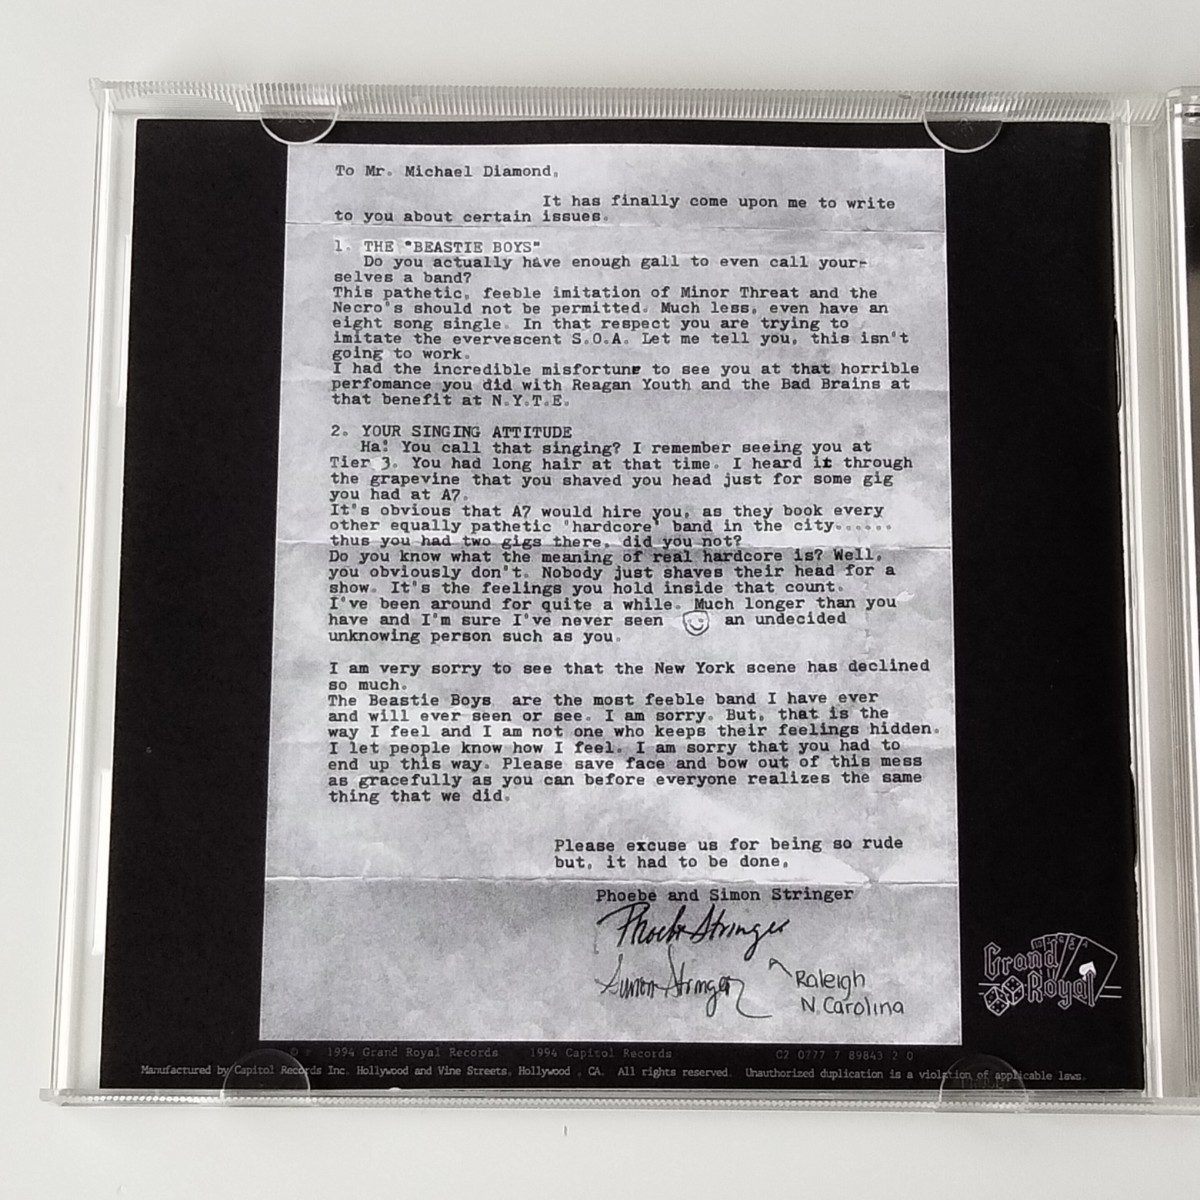 To Mr. Michael Diamond,
It has finally come upon me to write
to you about certain issues.
1. THE "BEASTIE BOYS"
Do you actually have enough gall to even call your-
selves a band?
This pathetic, feeble imitation of Minor Threat and the
Necro's should not be permitted. Much less, even have an
eight song single. In that respect you are trying to
imitate the evervescent S.O.A. Let me tell you, this isn't
going to work.
I had the incredible misfortune to see you at that horrible
perfomance you did with Reagan Youth and the Bad Brains at
that benefit at N.Y.T.E.
2. YOUR SINGING ATTITUDE
Ha! You call that singing? I remember seeing you at
Tier 3. You had long hair at that time. I heard it through
the grapevine that you shaved you head just for some gig
you had at A7.
It's obvious that A7 would hire you, as they book every
other equally pathetic "hardcore" band in the city......
thus you had two gigs there, did you not?
Do you know what the meaning of real hardcore is? Well,
you obviously don't. Nobody just shaves their head for a
show. It's the feelings you hold inside that count.
I've been around for quite a while. Much longer than you
have and I'm sure I've never seen an undecided
unknowing person such as you.
I am very sorry to see that the New York scene has declined
so much.
The Beastie Boys are the most feeble band I have ever
and will ever seen or see. I am sorry. But, that is the
way I feel and I am not one who keeps their feelings hidden.
I let people know how I feel. I am sorry that you had to
end up this way. Please save face and bow out of this mess
as gracefully as you can before everyone realizes the same
thing that we did.
Please excuse us for being so rude
but, it had to be done,
Phoebe and Simon Stringer
Phoebe Stringer
Simon Stringer
Raleigh
N Carolina
Grand
Royal
© ℗ 1994 Grand Royal Records 1994 Capitol Records C2 0777 7 89843 2 0
Manufactured by Capitol Records Inc. Hollywood and Vine Streets, Hollywood, CA. All rights reserved. Unauthorized duplication is a violation of applicable laws.